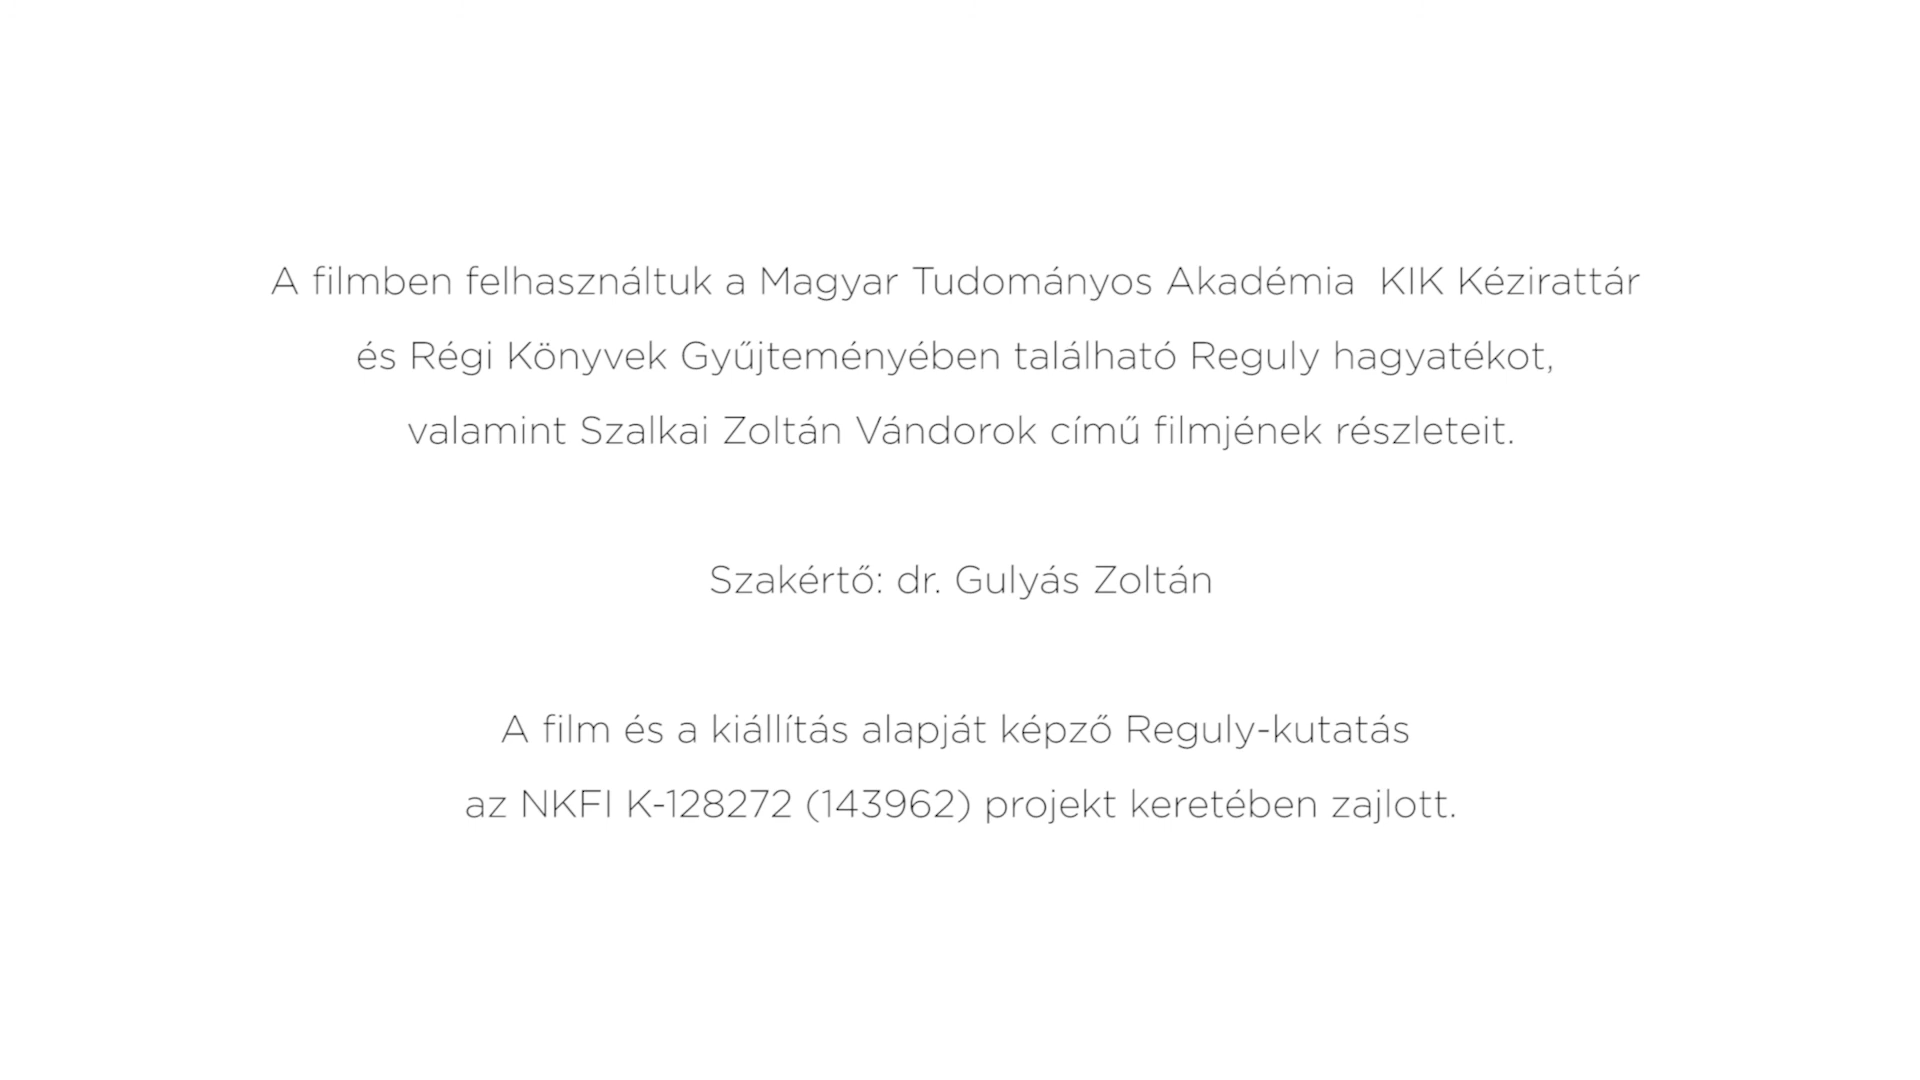 A filmben felhasználtuk a Magyar Tudományos Akadémia  KIK Kézirattár
és Régi Könyvek Gyűjteményében található Reguly hagyatékot,
valamint Szalkai Zoltán Vándorok című filmjének részleteit.
Szakértő: dr. Gulyás Zoltán
A film és a kiállítás alapját képző Reguly-kutatás
az NKFI K-128272 (143962) projekt keretében zajlott.